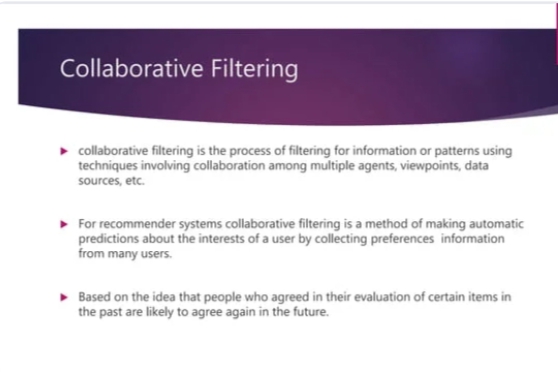 Collaborative Filtering
collaborative filtering is the process of filtering for information or patterns using
techniques involving collaboration among multiple agents, viewpoints, data
sources, etc.
For recommender systems collaborative filtering is a method of making automatic
predictions about the interests of a user by collecting preferences information
from many users.
Based on the idea that people who agreed in their evaluation of certain items in
the past are likely to agree again in the future.